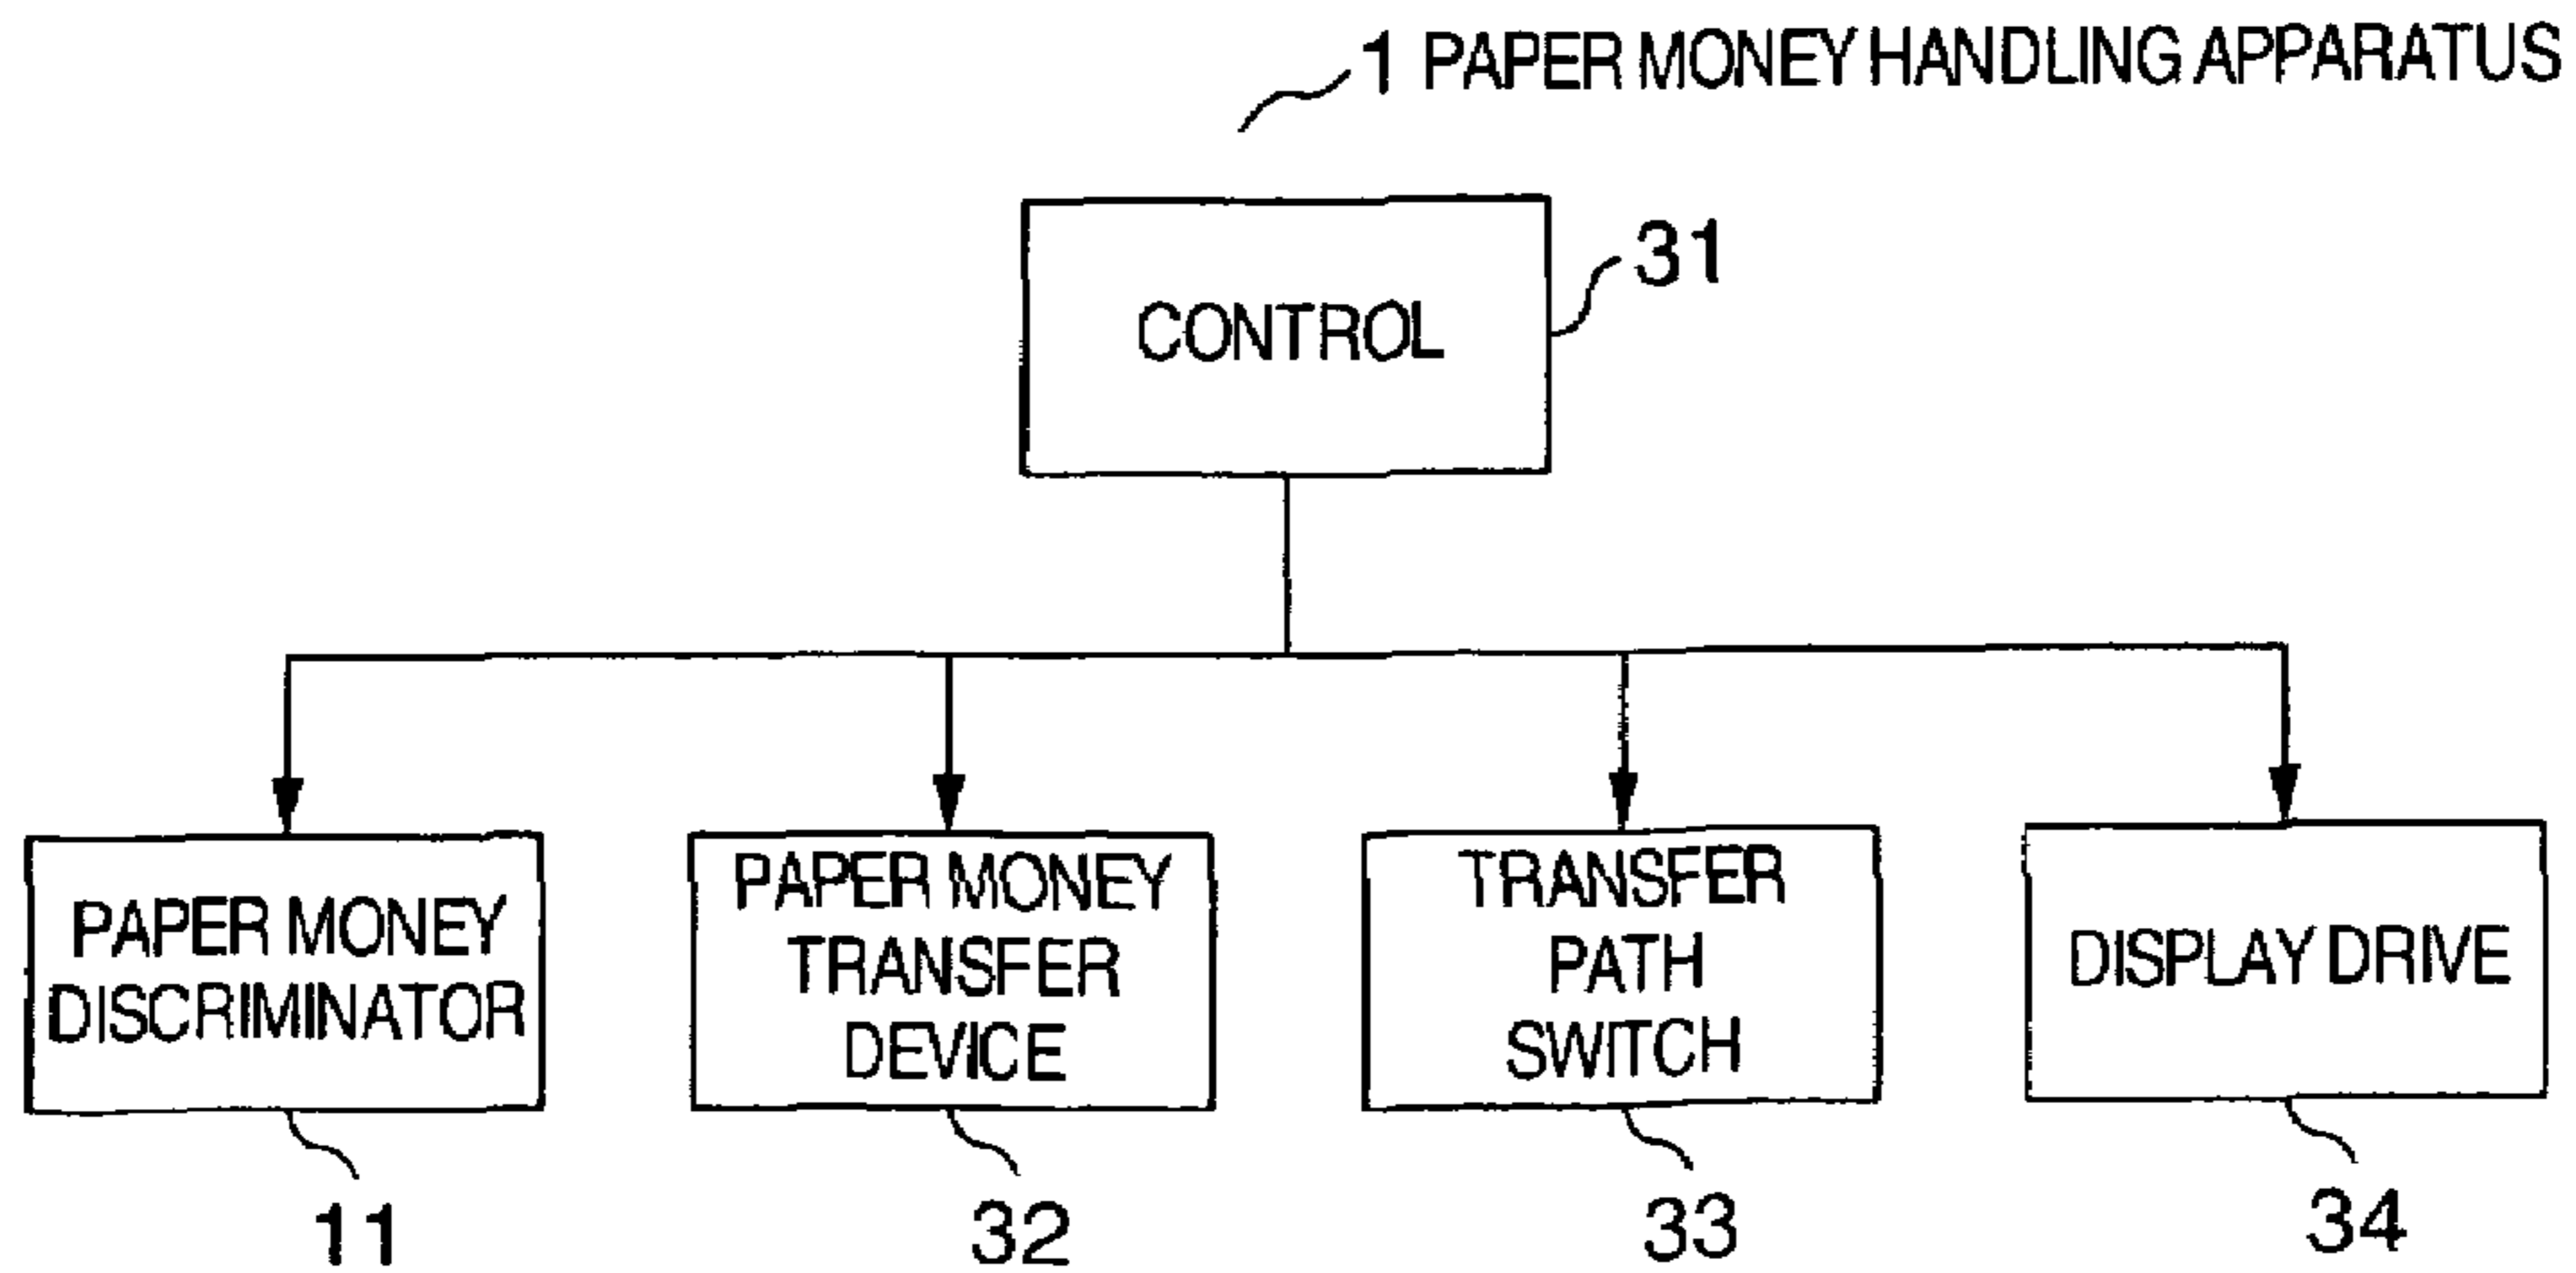 1 PAPER MONEY HANDLING APPARATUS
CONTROL
31
PAPER MONEY
DISCRIMINATOR
11
PAPER MONEY
TRANSFER
DEVICE
32
TRANSFER
PATH
SWITCH
33
DISPLAY DRIVE
34